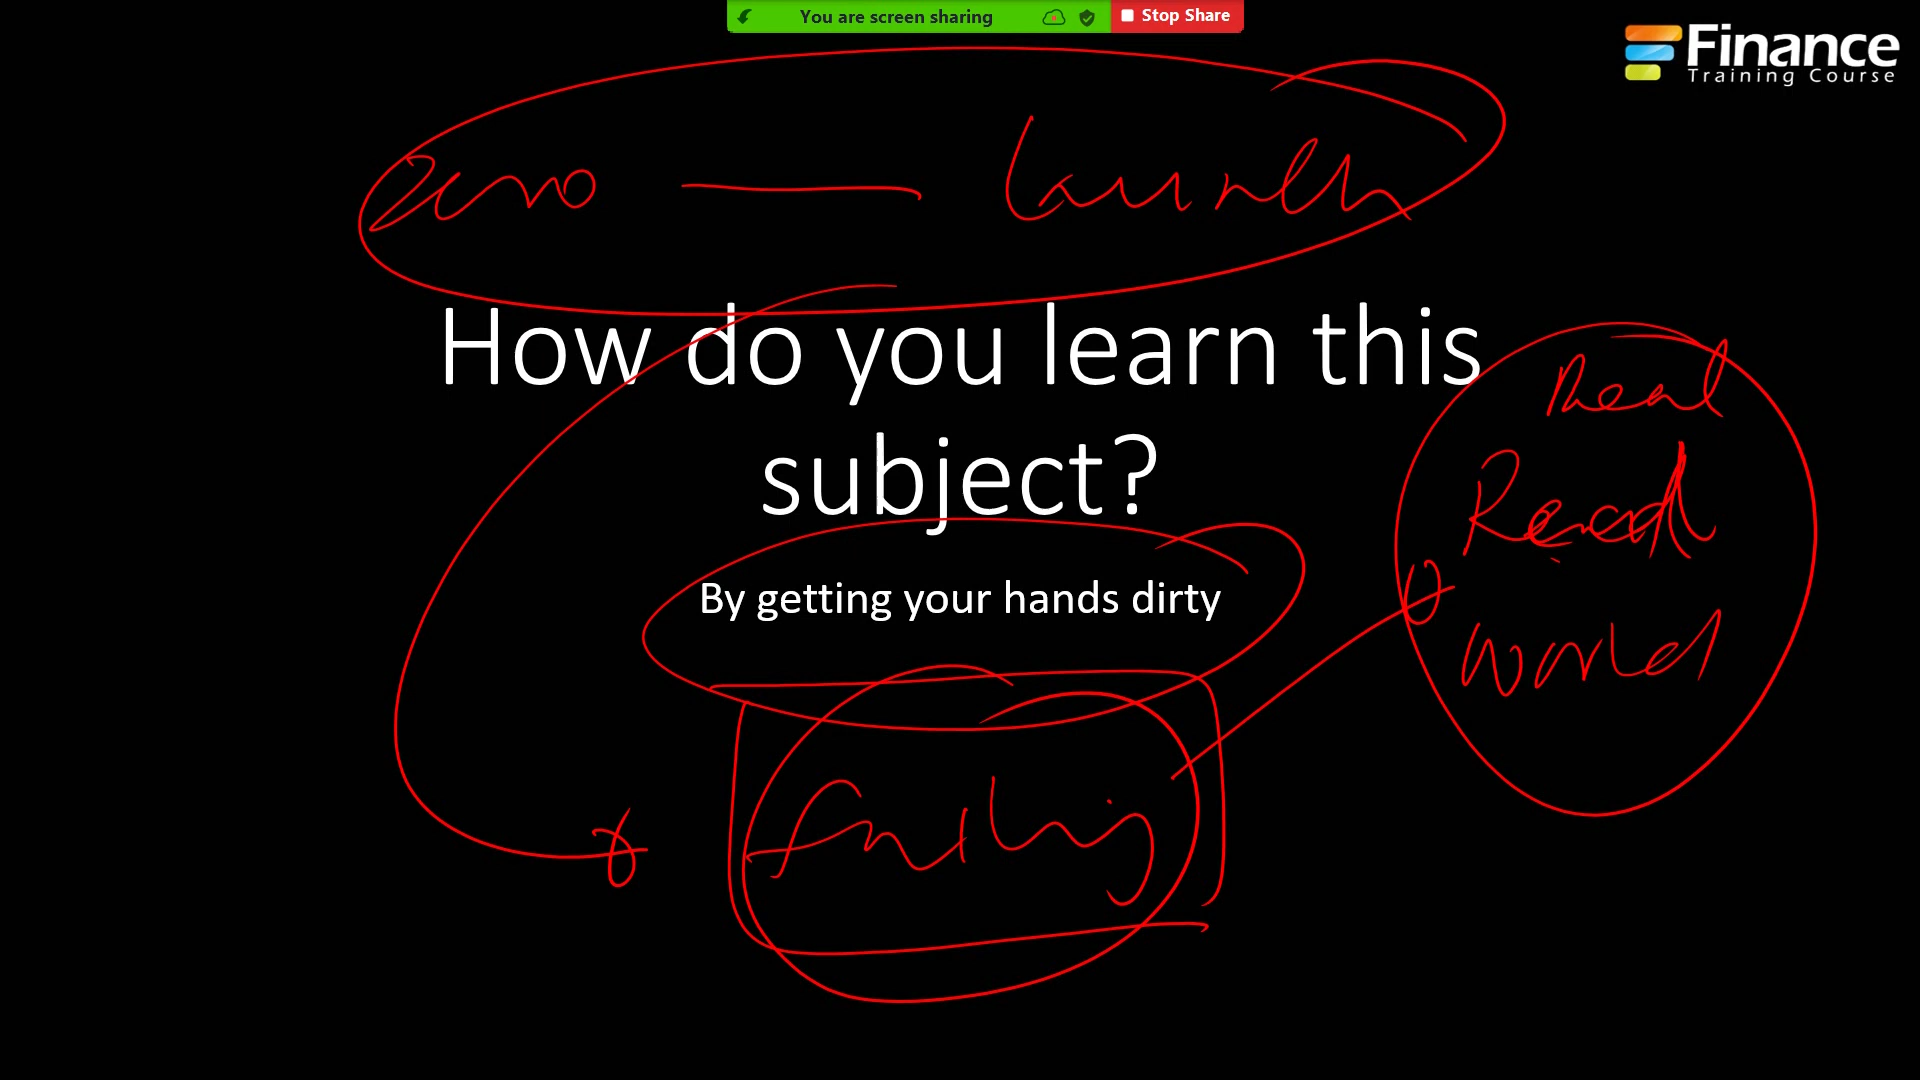 You are screen sharing Stop Share
Finance
Training Course
Zero — launch
How do you learn this
subject?
By getting your hands dirty
Real
Read
World